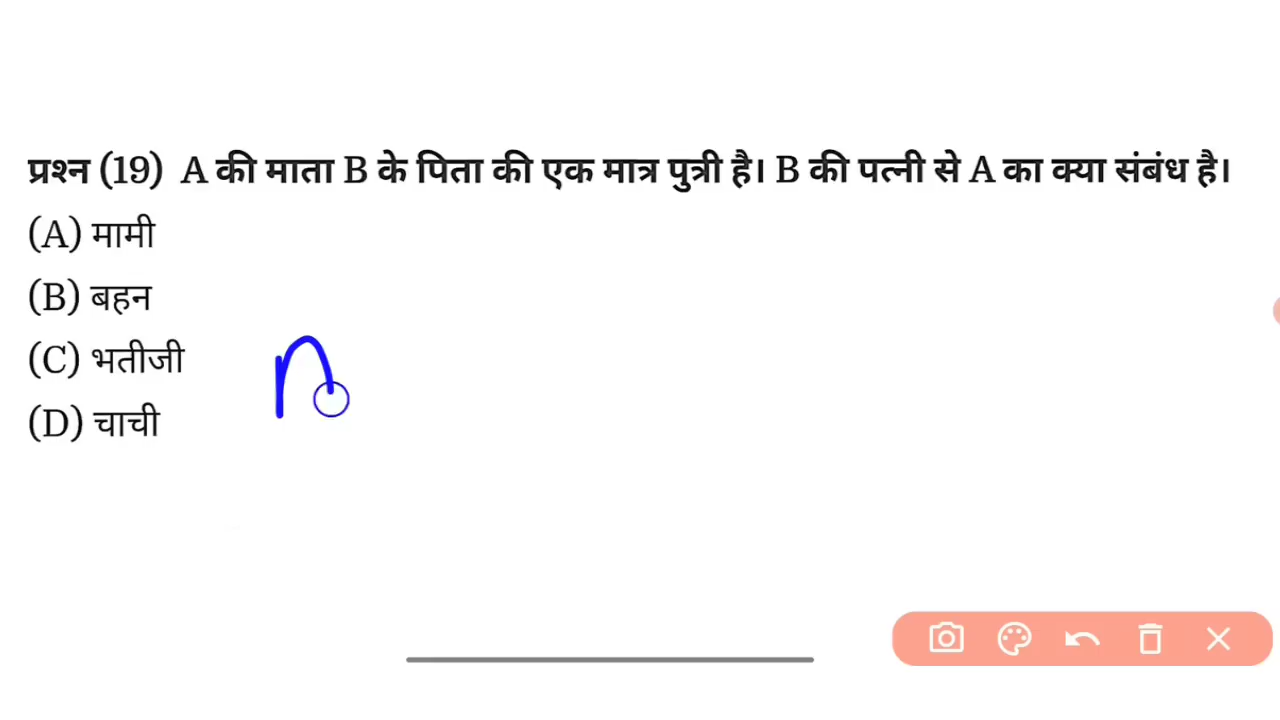 प्रश्न (19) A की माता B के पिता की एक मात्र पुत्री है। B की पत्नी से A का क्या संबंध है।
(A) मामी
(B) बहन
(C) भतीजी
(D) चाची